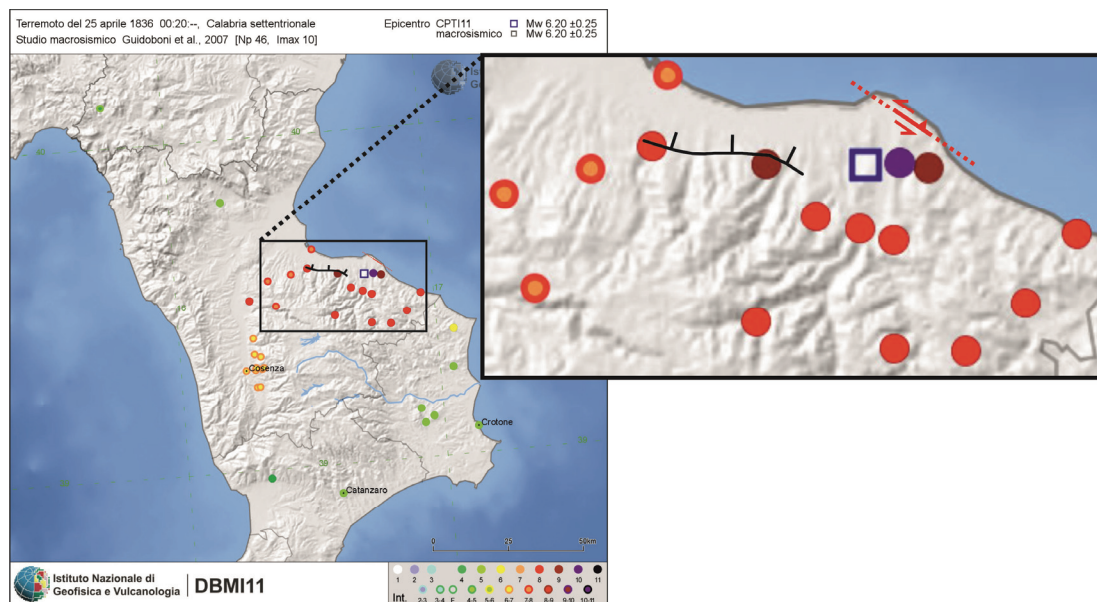 Terremoto del 25 aprile 1836 00:20:--, Calabria settentrionale
Studio macrosismico Guidoboni et al., 2007 [Np 46, Imax 10]
Epicentro CPTI11 Mw 6.20 ±0.25
macrosismico Mw 6.20 ±0.25
40
40
17
Cosenza
Crotone
39
Catanzaro
0 25 50km
Istituto Nazionale di
Geofisica e Vulcanologia
DBMI11
1 2 3 4 5 6 7 8 9 10 11
Int. 2-3 3-4 F 4-5 5-6 6-7 7-8 8-9 9-10 10-11